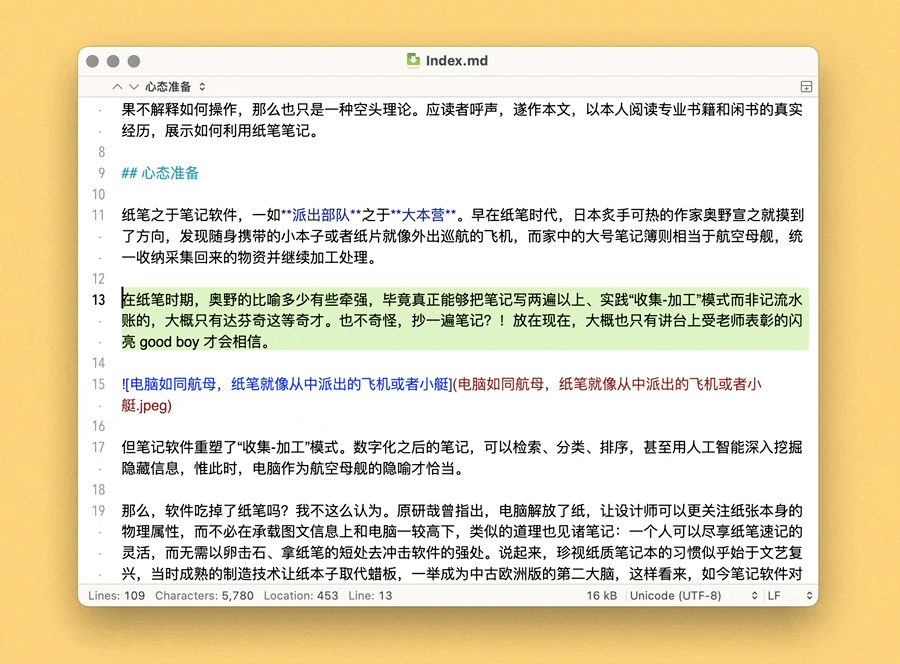 Index.md
心态准备
果不解释如何操作，那么也只是一种空头理论。应读者呼声，遂作本文，以本人阅读专业书籍和闲书的真实
经历，展示如何利用纸笔笔记。
8
9 ## 心态准备
10
11 纸笔之于笔记软件，一如**派出部队**之于**大本营**。早在纸笔时代，日本炙手可热的作家奥野宣之就摸到
了方向，发现随身携带的小本子或者纸片就像外出巡航的飞机，而家中的大号笔记簿则相当于航空母舰，统
一收纳采集回来的物资并继续加工处理。
12
13 在纸笔时期，奥野的比喻多少有些牵强，毕竟真正能够把笔记写两遍以上、实践“收集-加工”模式而非记流水
账的，大概只有达芬奇这等奇才。也不奇怪，抄一遍笔记？！放在现在，大概也只有讲台上受老师表彰的闪
亮 good boy 才会相信。
14
15 ![电脑如同航母，纸笔就像从中派出的飞机或者小艇](电脑如同航母，纸笔就像从中派出的飞机或者小
艇.jpeg)
16
17 但笔记软件重塑了“收集-加工”模式。数字化之后的笔记，可以检索、分类、排序，甚至用人工智能深入挖掘
隐藏信息，惟此时，电脑作为航空母舰的隐喻才恰当。
18
19 那么，软件吃掉了纸笔吗？我不这么认为。原研哉曾指出，电脑解放了纸，让设计师可以更关注纸张本身的
物理属性，而不必在承载图文信息上和电脑一较高下，类似的道理也见诸笔记：一个人可以尽享纸笔速记的
灵活，而无需以卵击石、拿纸笔的短处去冲击软件的强处。说起来，珍视纸质笔记本的习惯似乎始于文艺复
兴，当时成熟的制造技术让纸本子取代蜡板，一举成为中古欧洲版的第二大脑，这样看来，如今笔记软件对
Lines: 109 Characters: 5,780 Location: 453 Line: 13 16 kB Unicode (UTF-8) LF